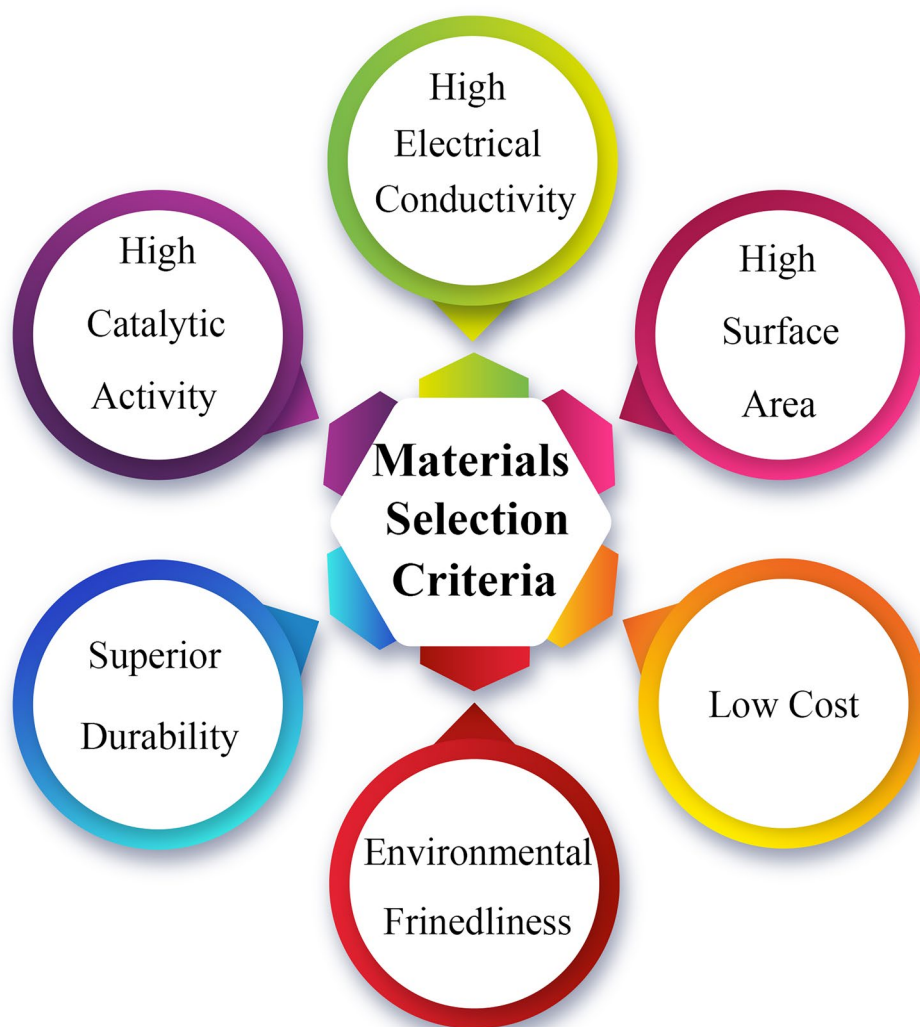 High
Electrical
Conductivity
High
Catalytic
Activity
High
Surface
Area
Materials
Selection
Criteria
Superior
Durability
Low Cost
Environmental
Frinedliness